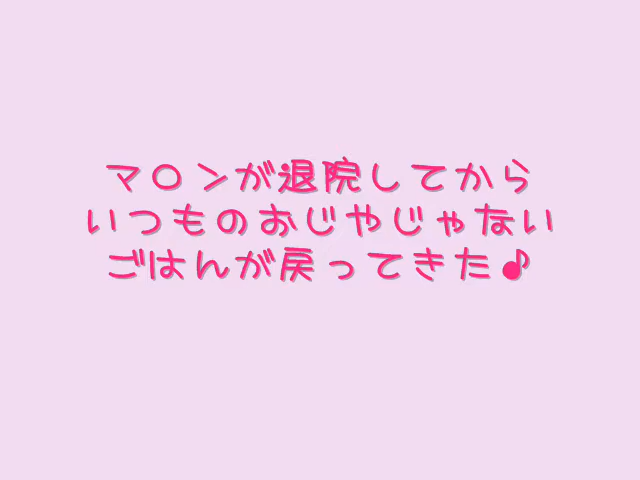 マ〇ンが退院してから
いつものおじやじゃない
ごはんが戻ってきた♪